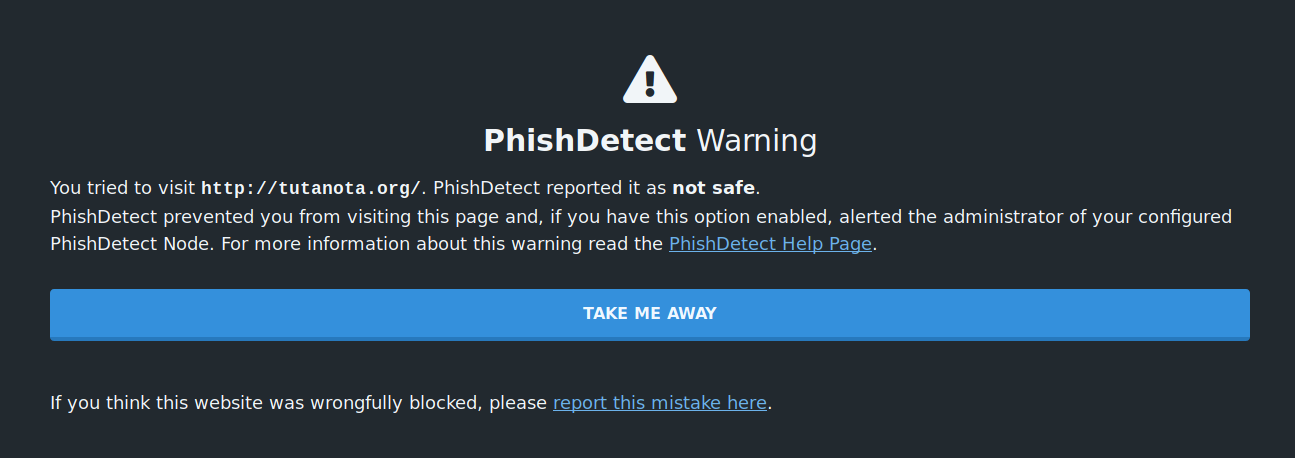 PhishDetect Warning
You tried to visit http://tutanota.org/. PhishDetect reported it as not safe.
PhishDetect prevented you from visiting this page and, if you have this option enabled, alerted the administrator of your configured
PhishDetect Node. For more information about this warning read the PhishDetect Help Page.
TAKE ME AWAY
If you think this website was wrongfully blocked, please report this mistake here.